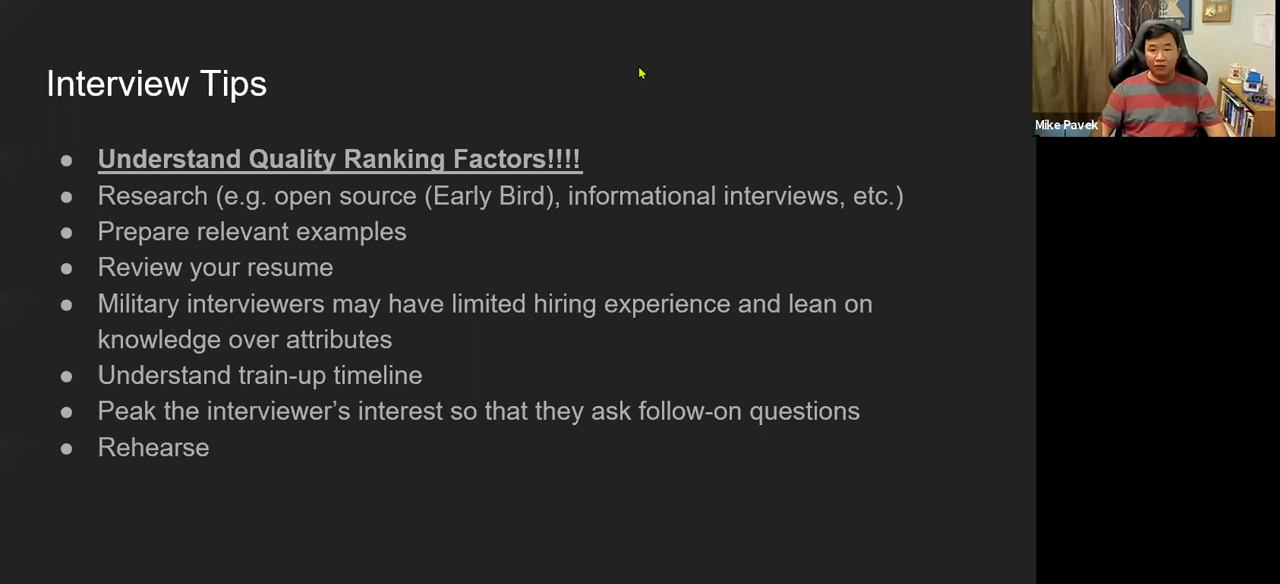 Interview Tips
Mike Pavek
● Understand Quality Ranking Factors!!!!
● Research (e.g. open source (Early Bird), informational interviews, etc.)
● Prepare relevant examples
● Review your resume
● Military interviewers may have limited hiring experience and lean on
knowledge over attributes
● Understand train-up timeline
● Peak the interviewer’s interest so that they ask follow-on questions
● Rehearse